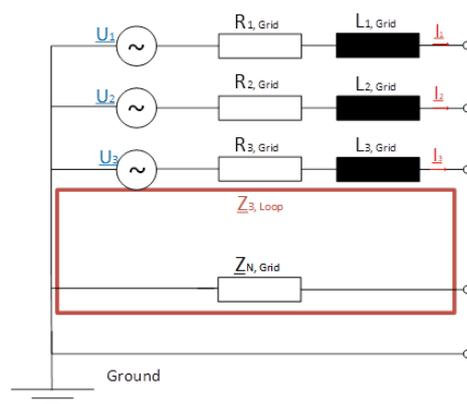 R1, Grid L1, Grid
U1 ~ I1
R2, Grid L2, Grid
U2 ~ I2
R3, Grid L3, Grid
U3 ~ I3
Z3, Loop
ZN, Grid
Ground